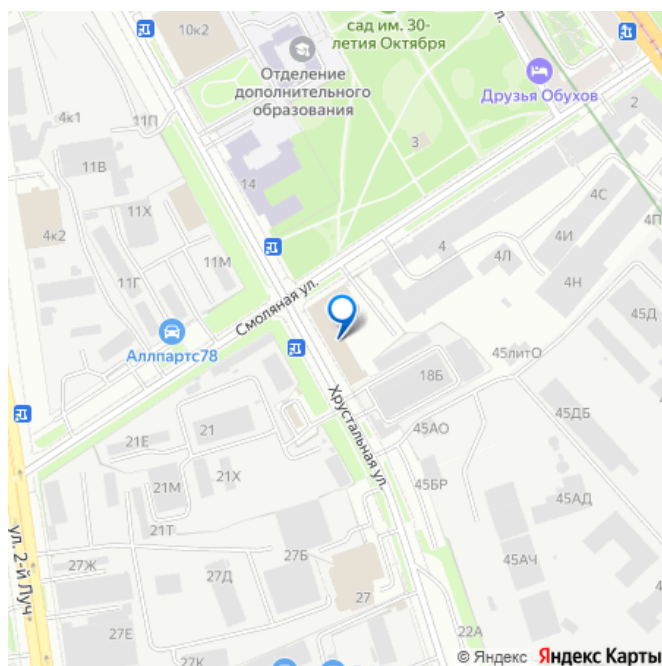 10к2
сад им. 30-
летия Октября
ул.
Отделение
дополнительного
образования
Друзья Обухов
4к1
11П
2
3
11В
14
4С
11Х
4П
4к2
4
4И
11М
4Л
11Г
4Н
Смоляная ул.
45Д
Аллпартс78
45литО
18Б
Хрустальная ул.
45ДБ
21Е
21
45АО
21Х
21М
45БР
45АД
21Т
ул. 2-й Луч
27Б
45АЧ
27Ж
27Д
27
27Е
22А
27К
© Яндекс Яндекс Карты